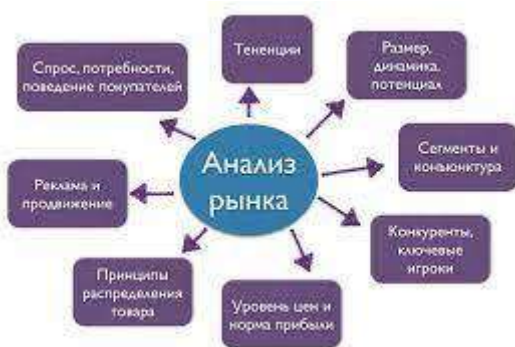 Тененции
Размер,
динамика,
потенциал
Спрос, потребности,
поведение покупателей
Анализ
рынка
Сегменты и
конъюнктура
Реклама и
продвижение
Конкуренты,
ключевые
игроки
Принципы
распределения
товара
Уровень цен и
норма прибыли